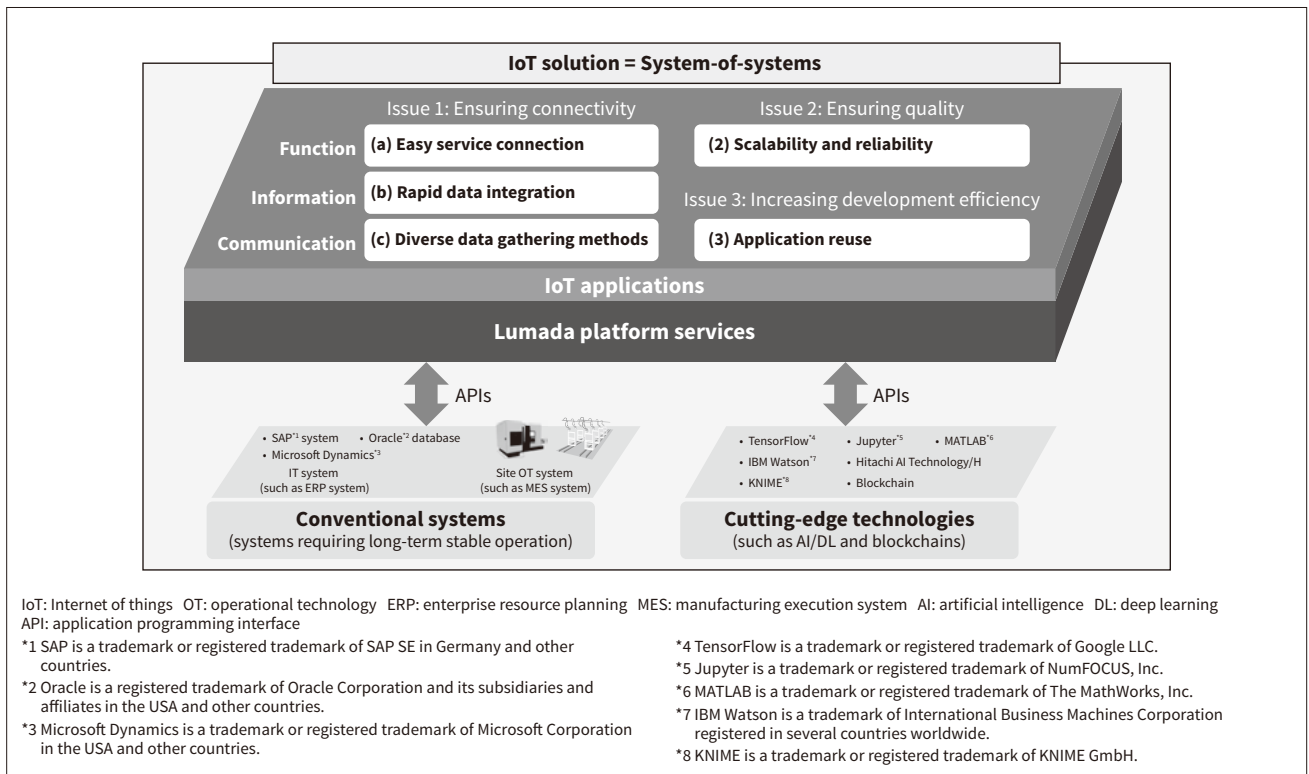 IoT solution = System-of-systems
Issue 1: Ensuring connectivity
Issue 2: Ensuring quality
Function
(a) Easy service connection
(2) Scalability and reliability
Information
(b) Rapid data integration
Issue 3: Increasing development efficiency
Communication
(c) Diverse data gathering methods
(3) Application reuse
IoT applications
Lumada platform services
APIs
APIs
• SAP*1 system • Oracle*2 database
• Microsoft Dynamics*3
IT system
(such as ERP system)
Site OT system
(such as MES system)
• TensorFlow*4 • Jupyter*5 • MATLAB*6
• IBM Watson*7 • Hitachi AI Technology/H
• KNIME*8 • Blockchain
Conventional systems
(systems requiring long-term stable operation)
Cutting-edge technologies
(such as AI/DL and blockchains)
IoT: Internet of things OT: operational technology ERP: enterprise resource planning MES: manufacturing execution system AI: artificial intelligence DL: deep learning
API: application programming interface
*1 SAP is a trademark or registered trademark of SAP SE in Germany and other
countries.
*2 Oracle is a registered trademark of Oracle Corporation and its subsidiaries and
affiliates in the USA and other countries.
*3 Microsoft Dynamics is a trademark or registered trademark of Microsoft Corporation
in the USA and other countries.
*4 TensorFlow is a trademark or registered trademark of Google LLC.
*5 Jupyter is a trademark or registered trademark of NumFOCUS, Inc.
*6 MATLAB is a trademark or registered trademark of The MathWorks, Inc.
*7 IBM Watson is a trademark of International Business Machines Corporation
registered in several countries worldwide.
*8 KNIME is a trademark or registered trademark of KNIME GmbH.